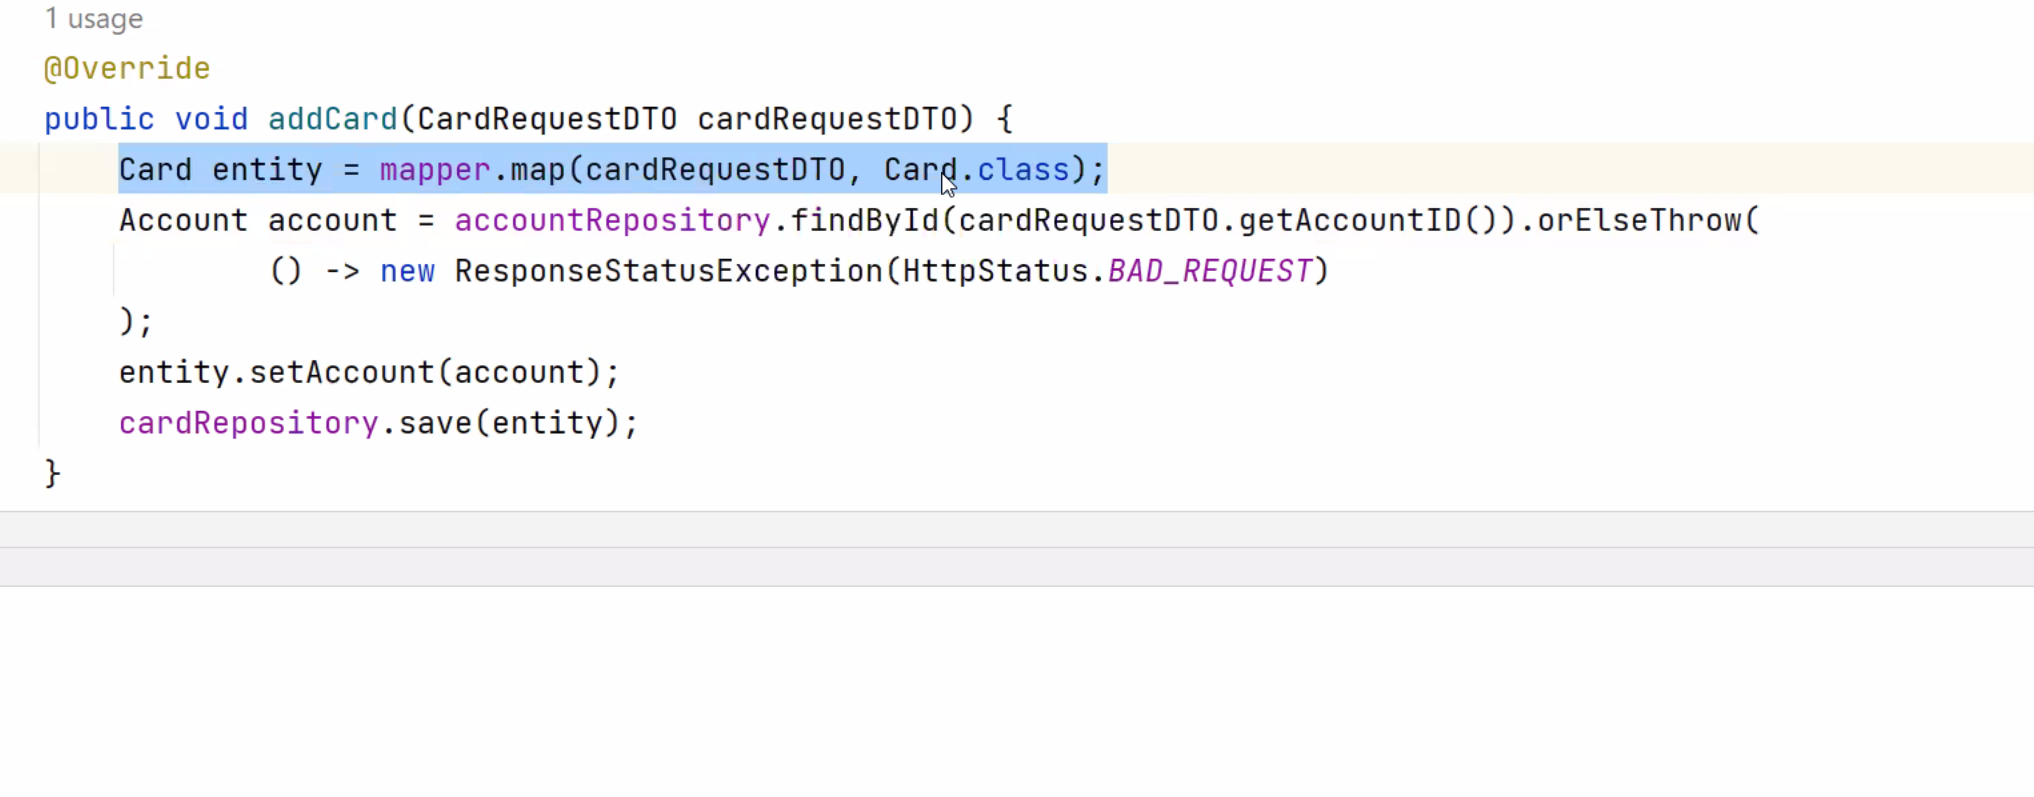 1 usage
@Override
public void addCard(CardRequestDTO cardRequestDTO) {
Card entity = mapper.map(cardRequestDTO, Card.class);
Account account = accountRepository.findById(cardRequestDTO.getAccountID()).orElseThrow(
() -> new ResponseStatusException(HttpStatus.BAD_REQUEST)
);
entity.setAccount(account);
cardRepository.save(entity);
}